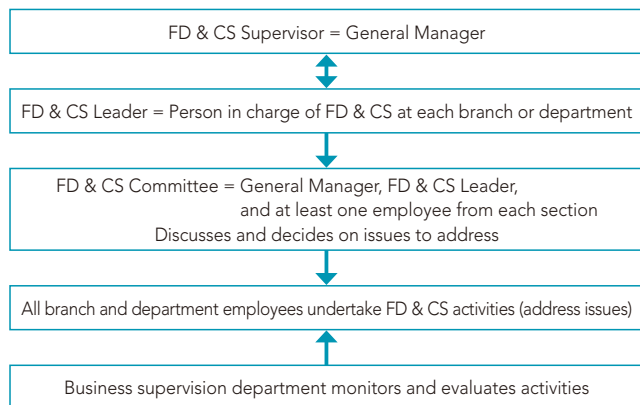 FD & CS Supervisor = General Manager
FD & CS Leader = Person in charge of FD & CS at each branch or department
FD & CS Committee = General Manager, FD & CS Leader,
and at least one employee from each section
Discusses and decides on issues to address
All branch and department employees undertake FD & CS activities (address issues)
Business supervision department monitors and evaluates activities